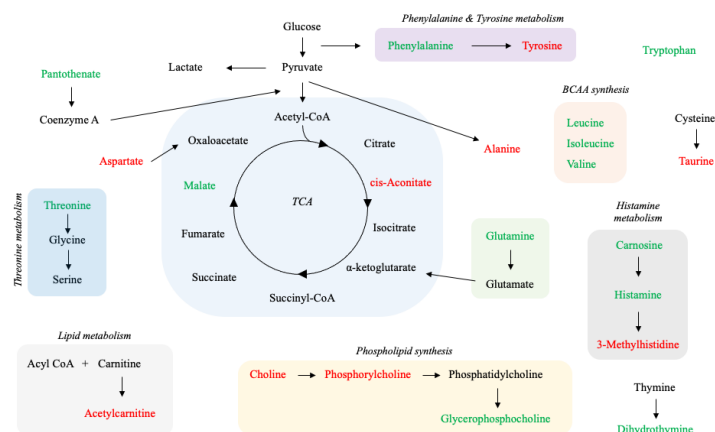 Phenylalanine & Tyrosine metabolism
Glucose
Phenylalanine
Tyrosine
Tryptophan
Lactate
Pyruvate
Pantothenate
BCAA synthesis
Coenzyme A
Acetyl-CoA
Leucine
Isoleucine
Valine
Cysteine
Taurine
Oxaloacetate
Citrate
Alanine
Aspartate
Malate
cis-Aconitate
TCA
Threonine metabolism
Threonine
Glycine
Serine
Fumarate
Isocitrate
Succinate
α-ketoglutarate
Succinyl-CoA
Glutamine
Glutamate
Histamine
metabolism
Carnosine
Histamine
3-Methylhistidine
Lipid metabolism
Acyl CoA + Carnitine
Acetylcarnitine
Phospholipid synthesis
Choline
Phosphorylcholine
Phosphatidylcholine
Glycerophosphocholine
Thymine
Dihydrothymine